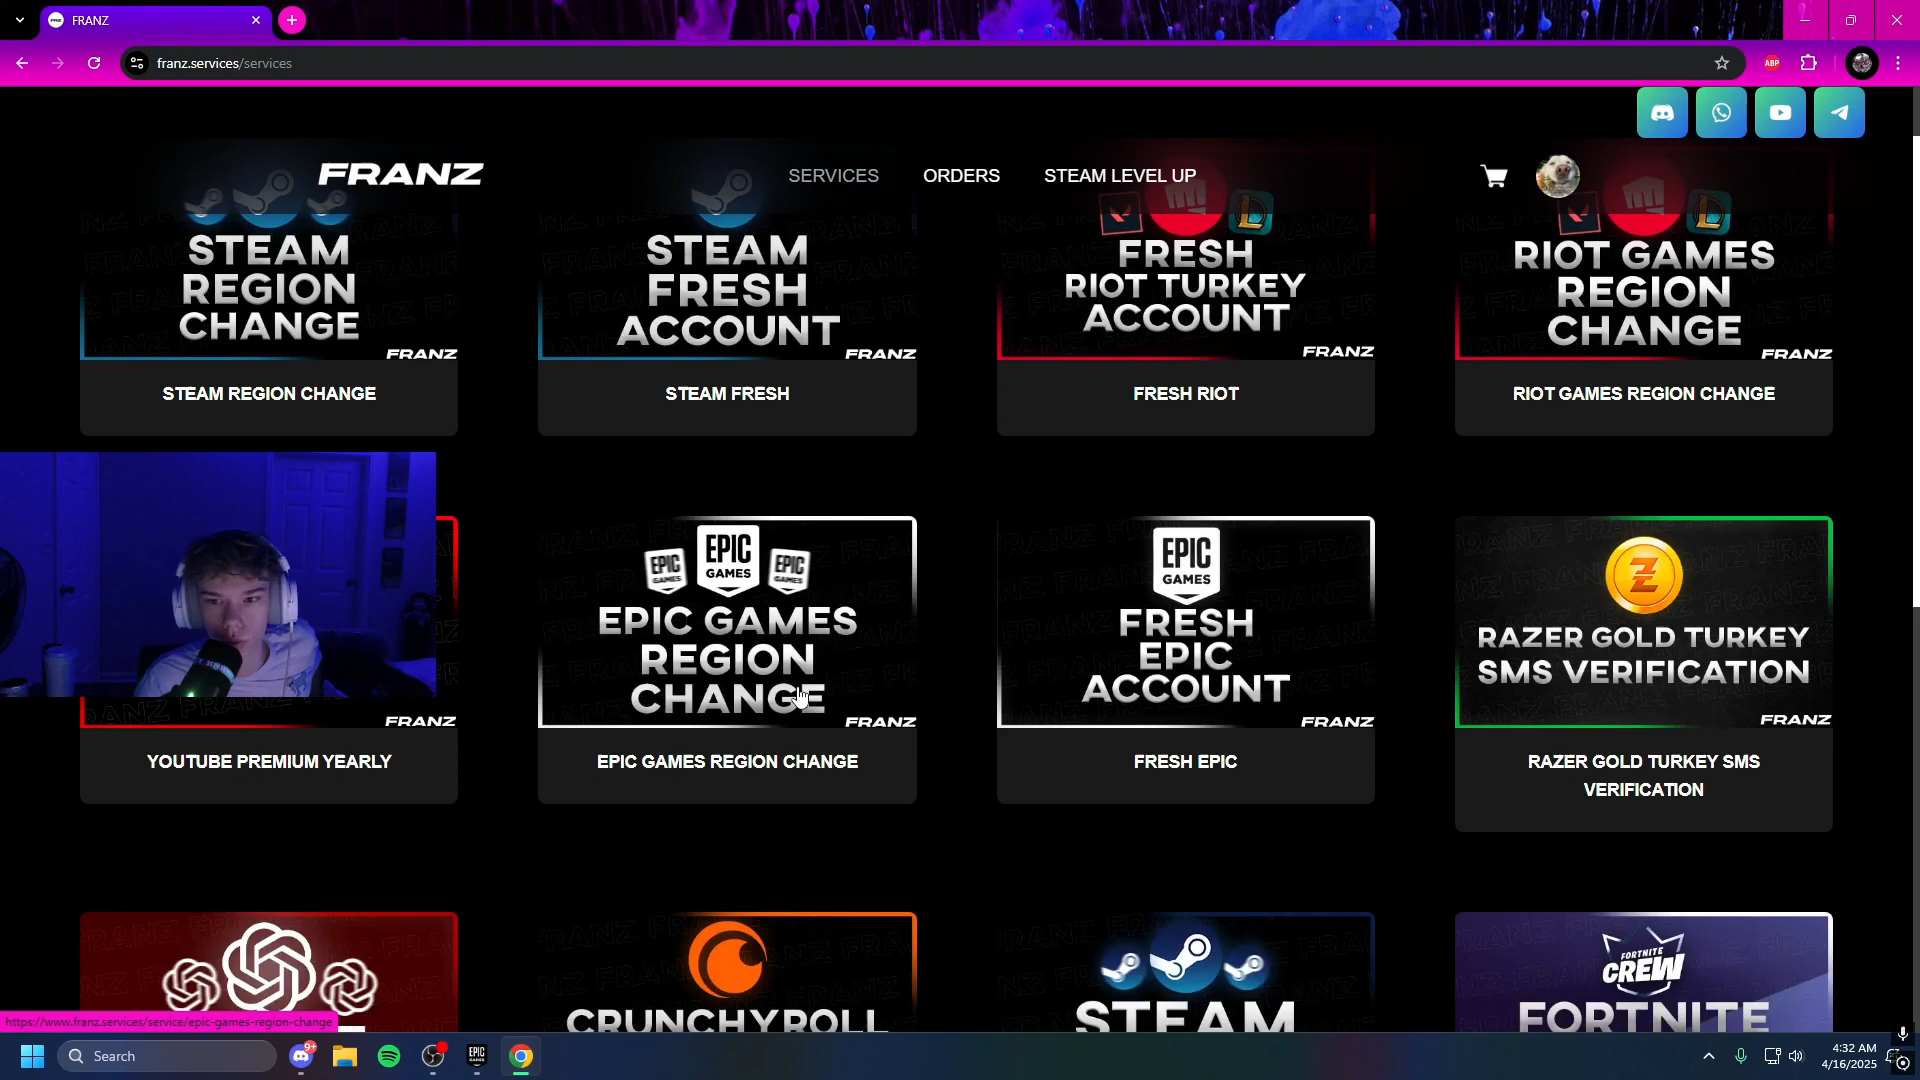 FRANZ
franz.services/services
ABP
FRANZ
SERVICES
ORDERS
STEAM LEVEL UP
STEAM
REGION
CHANGE
FRANZ
STEAM REGION CHANGE
STEAM
FRESH
ACCOUNT
FRANZ
STEAM FRESH
FRESH
RIOT TURKEY
ACCOUNT
FRANZ
FRESH RIOT
RIOT GAMES
REGION
CHANGE
FRANZ
RIOT GAMES REGION CHANGE
FRANZ
YOUTUBE PREMIUM YEARLY
EPIC
GAMES
EPIC
GAMES
EPIC
GAMES
EPIC GAMES
REGION
CHANGE
FRANZ
EPIC GAMES REGION CHANGE
EPIC
GAMES
FRESH
EPIC
ACCOUNT
FRANZ
FRESH EPIC
RAZER GOLD TURKEY
SMS VERIFICATION
FRANZ
RAZER GOLD TURKEY SMS
VERIFICATION
CRUNCHYROLL
STEAM
FORTNITE
CREW
FORTNITE
https://www.franz.services/service/epic-games-region-change
Search
9+
EPIC
GAMES
4:32 AM
4/16/2025